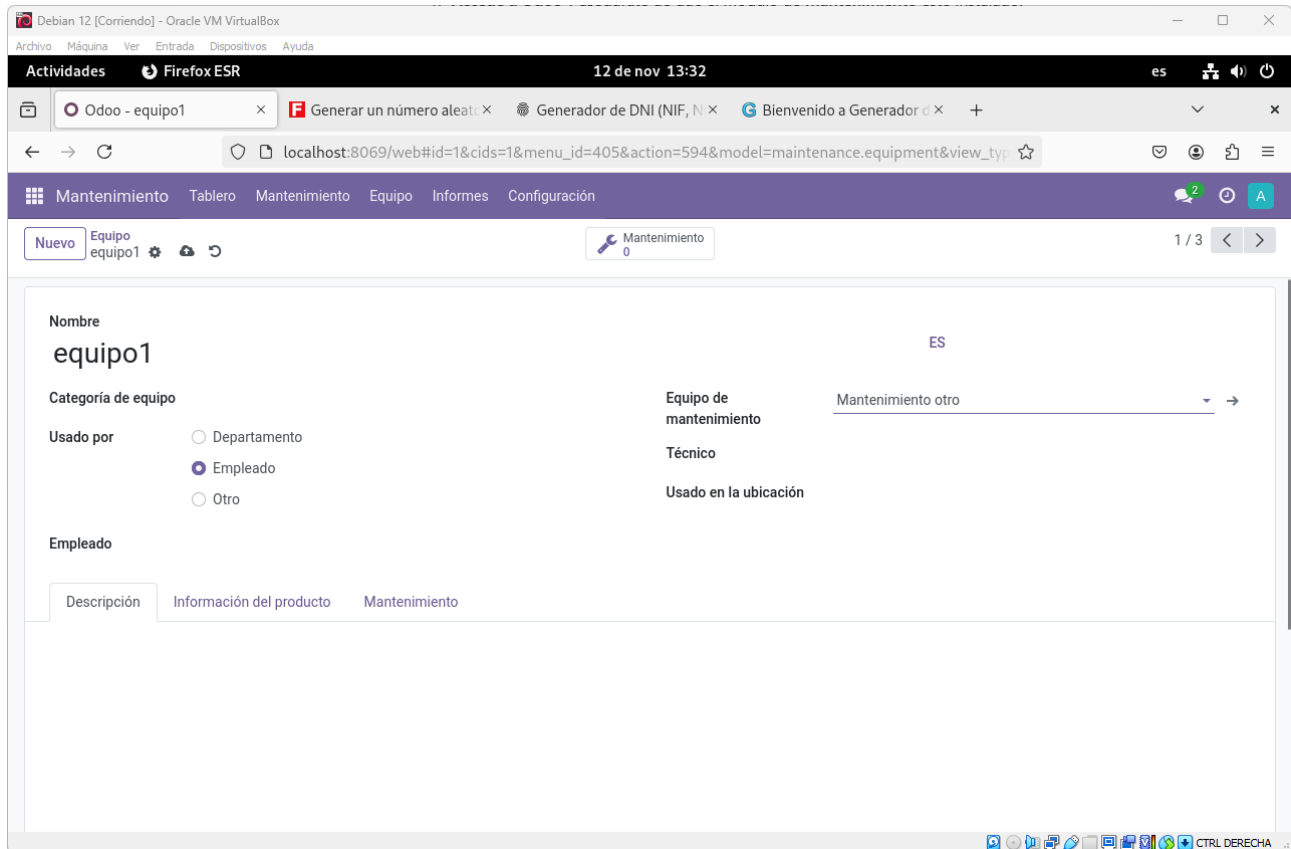 Debian 12 [Corriendo] - Oracle VM VirtualBox
Archivo Máquina Ver Entrada Dispositivos Ayuda
Actividades Firefox ESR 12 de nov 13:32 es
Odoo - equipo1 Generar un número aleato Generador de DNI (NIF, N Bienvenido a Generador d
localhost:8069/web#id=1&cids=1&menu_id=405&action=594&model=maintenance.equipment&view_typ
Mantenimiento Tablero Mantenimiento Equipo Informes Configuración 2 A
Nuevo Equipo Mantenimiento 1 / 3
equipo1 0
Nombre
ES
equipo1
Categoría de equipo Equipo de mantenimiento Mantenimiento otro
Usado por Departamento
Técnico
Empleado
Usado en la ubicación
Otro
Empleado
Descripción Información del producto Mantenimiento
CTRL DERECHA